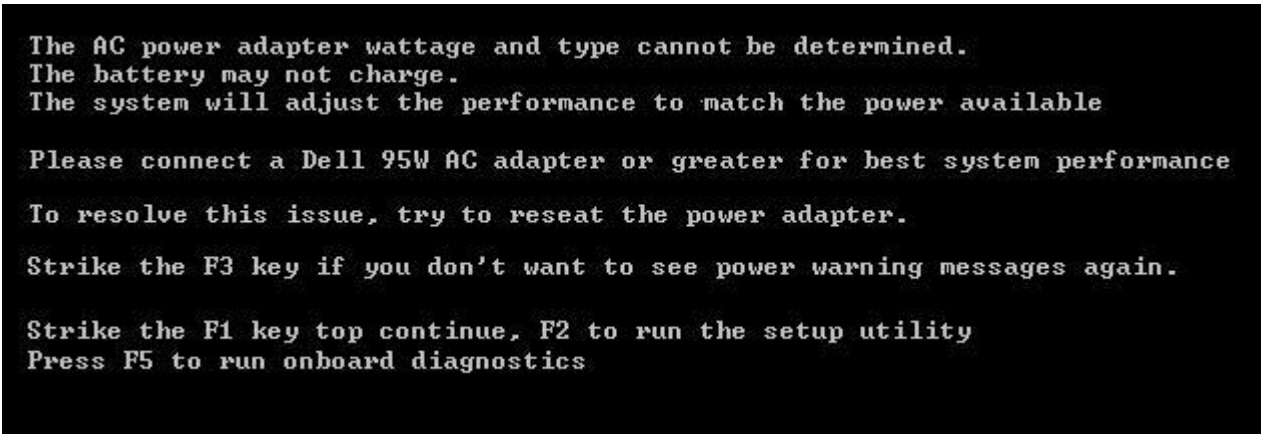 The AC power adapter wattage and type cannot be determined.
The battery may not charge.
The system will adjust the performance to match the power available
Please connect a Dell 95W AC adapter or greater for best system performance
To resolve this issue, try to reseat the power adapter.
Strike the F3 key if you don't want to see power warning messages again.
Strike the F1 key top continue, F2 to run the setup utility
Press F5 to run onboard diagnostics